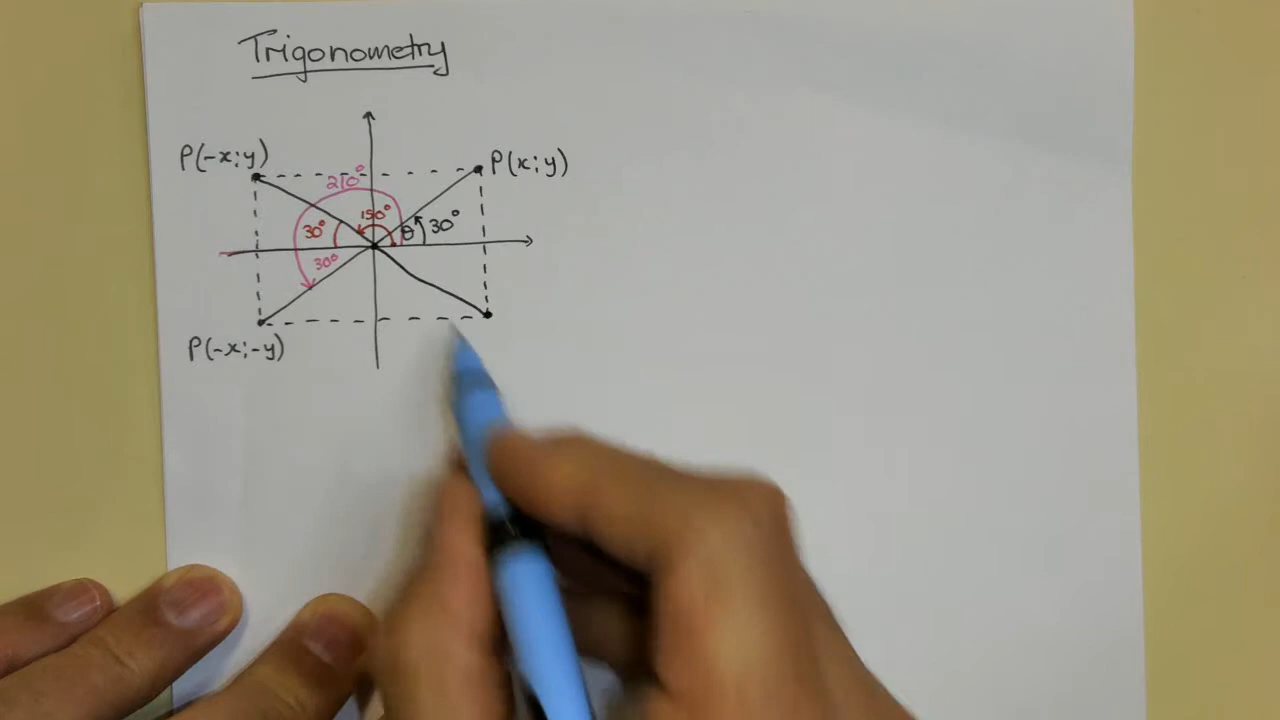 Trigonometry
P(-x;y)
P(x;y)
210°
150°
30°
θ
30°
30°
P(-x;-y)